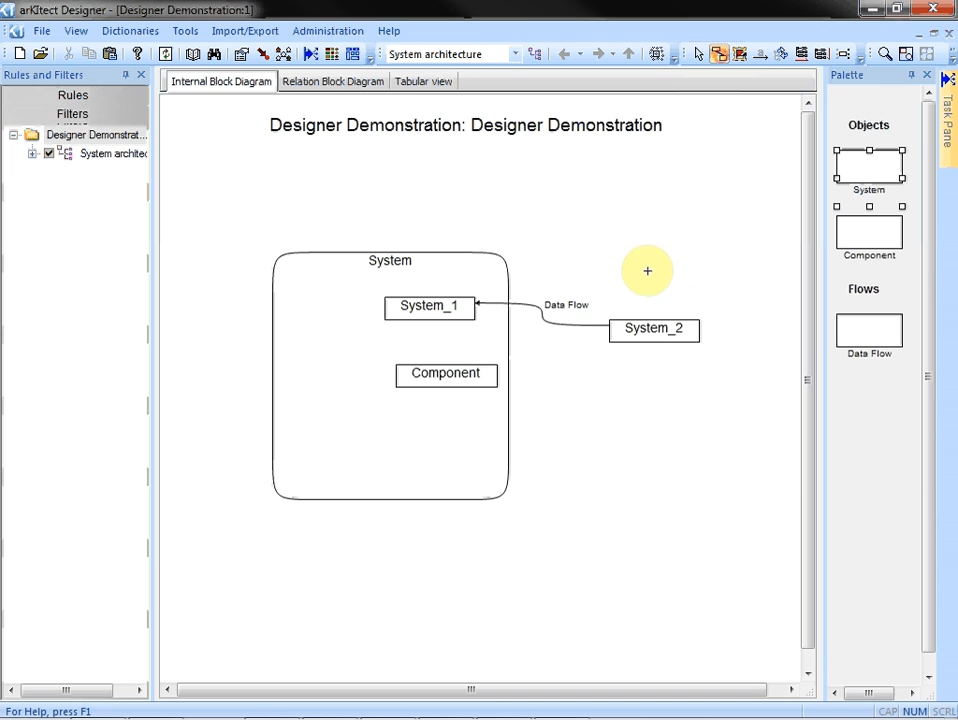 arKItect Designer - [Designer Demonstration:1]
File View Dictionaries Tools Import/Export Administration Help
System architecture
Rules and Filters
Rules
Filters
Designer Demonstrat...
System architec
Internal Block Diagram Relation Block Diagram Tabular view
Designer Demonstration: Designer Demonstration
System
System_1
Data Flow
System_2
Component
Palette
Objects
System
Component
Flows
Data Flow
Task Pane
For Help, press F1
CAP NUM SCRL